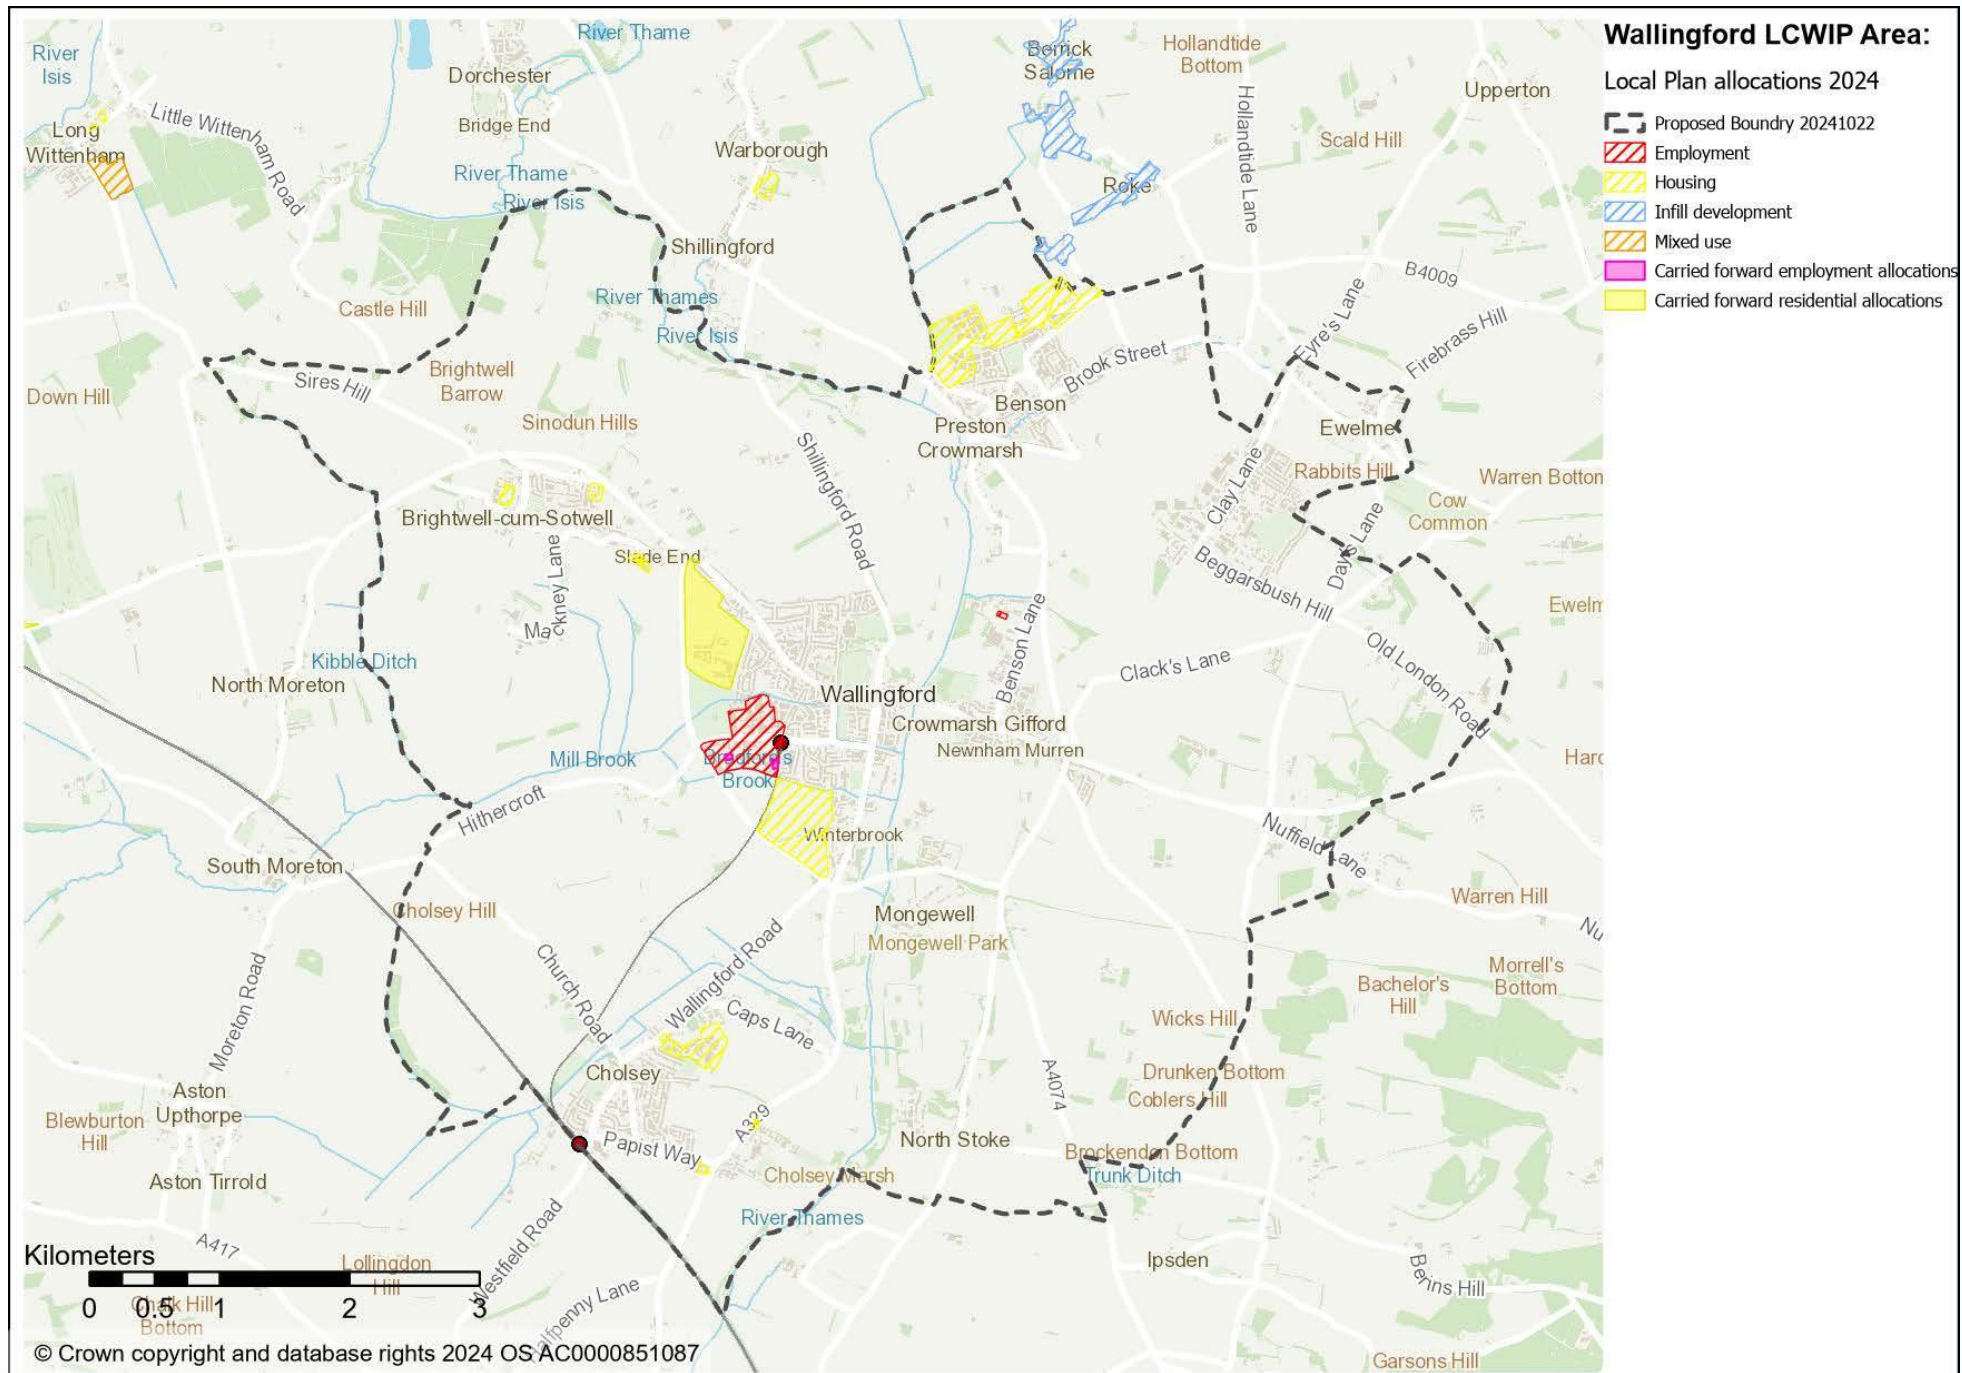 Wallingford LCWIP Area:
Local Plan allocations 2024
Proposed Boundry 20241022
Employment
Housing
Infill development
Mixed use
Carried forward employment allocations
Carried forward residential allocations
River
Isis
River Thame
Dorchester
Bridge End
Berrick
Salome
Hollandtide
Bottom
Upperton
Long
Wittenham
Little Wittenham Road
Warborough
Hollandtide Lane
Scald Hill
River Thame
River Isis
Roke
Shillingford
B4009
Castle Hill
River Thames
River Isis
Eyre's Lane
Firebrass Hill
Down Hill
Sires Hill
Brightwell
Barrow
Brook Street
Benson
Sinodun Hills
Preston
Crowmarsh
Ewelme
Shillingford Road
Clay Lane
Rabbits Hill
Warren Bottom
Cow
Common
Brightwell-cum-Sotwell
Slade End
Mackney Lane
Day's Lane
Beggarsbush Hill
Ewelm
Benson Lane
Kibble Ditch
North Moreton
Clack's Lane
Old London Road
Wallingford
Crowmarsh Gifford
Newnham Murren
Mill Brook
Bradford's
Brook
Harc
Hithercroft
Winterbrook
Nuffield Lane
South Moreton
Warren Hill
Cholsey Hill
Mongewell
Mongewell Park
Nu
Church Road
Wallingford Road
Moreton Road
Morrell's
Bottom
Bachelor's
Hill
Caps Lane
Wicks Hill
Cholsey
A4074
Drunken Bottom
Coblers Hill
Aston
Upthorpe
Blewburton
Hill
A329
Papist Way
North Stoke
Brockendon Bottom
Trunk Ditch
Aston Tirrold
Cholsey Marsh
River Thames
Westfield Road
A417
Kilometers
Lollingdon
Hill
Ipsden
Berins Hill
Halfpenny Lane
0 0.5 1 2 3
Chalk Hill
Bottom
© Crown copyright and database rights 2024 OS AC0000851087
Garsons Hill